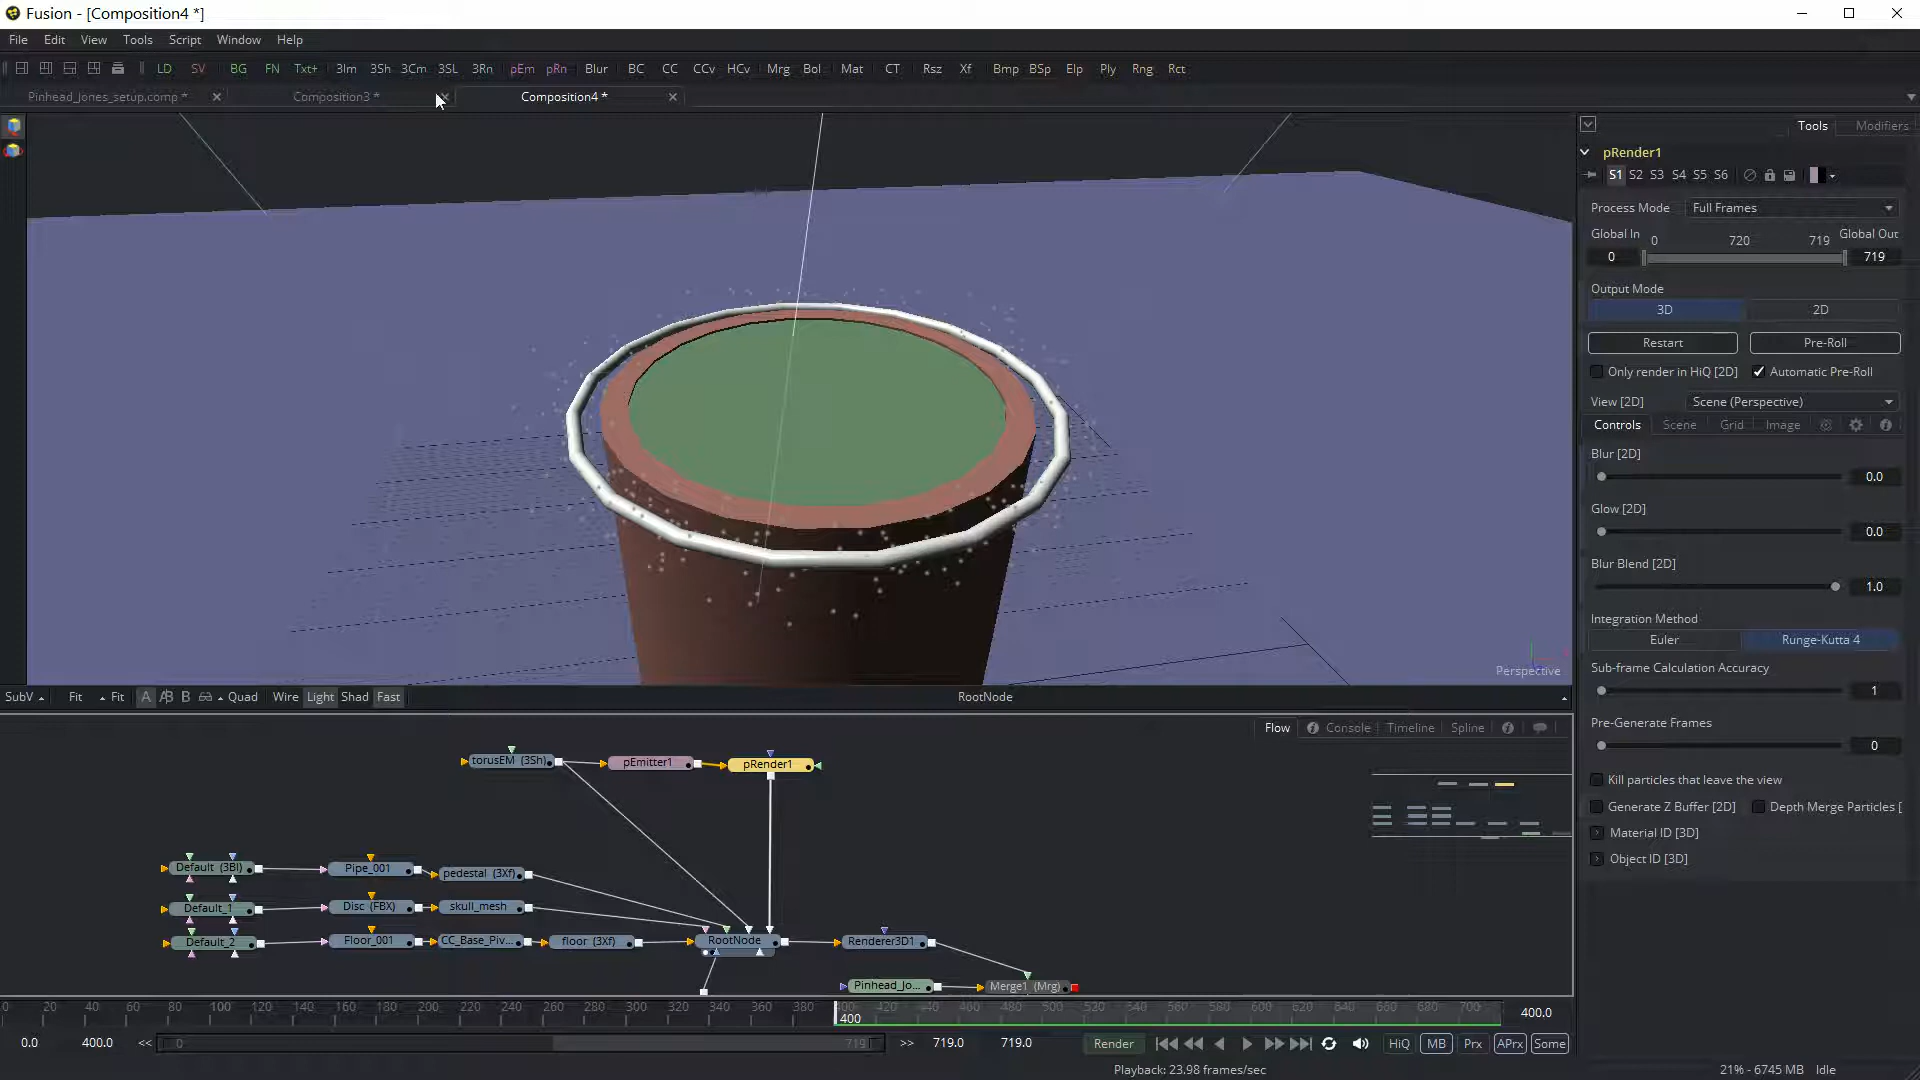 Fusion - [Composition4 *]
File Edit View Tools Script Window Help
LD SV BG FN Txt+ 3Im 3Sh 3Cm 3SL 3Rn pEm pRn Blur BC CC CCv HCv Mrg Bol Mat CT Rsz Xf Bmp BSp Elp Ply Rng Rct
Pinhead_Jones_setup.comp * Composition3 * Composition4 *
Tools Modifiers
pRender1
S1 S2 S3 S4 S5 S6
Process Mode Full Frames
Global In 0 720 719 Global Out
0 719
Output Mode
3D 2D
Restart Pre-Roll
Only render in HiQ [2D] Automatic Pre-Roll
View [2D] Scene (Perspective)
Controls Scene Grid Image
Blur [2D]
0.0
Glow [2D]
0.0
Blur Blend [2D]
1.0
Integration Method
Euler Runge-Kutta 4
Sub-frame Calculation Accuracy
1
Pre-Generate Frames
0
Kill particles that leave the view
Generate Z Buffer [2D] Depth Merge Particles [
Material ID [3D]
Object ID [3D]
Perspective
SubV Fit Fit A B Quad Wire Light Shad Fast RootNode
Flow Console Timeline Spline
torusEM (3Sh) pEmitter1 pRender1
Default (3Bl) Pipe_001 pedestal (3Xf)
Default_1 Disc (FBX) skull_mesh
Default_2 Floor_001 CC_Base_Piv... floor (3Xf) RootNode Renderer3D1
Pinhead_Jo... Merge1 (Mrg)
0 20 40 60 80 100 120 140 160 180 200 220 240 260 280 300 320 340 360 380 400 420 440 460 480 500 520 540 560 580 600 620 640 660 680 700
400 400.0
0.0 400.0 << 0 719 >> 719.0 719.0 Render HiQ MB Prx APrx Some
Playback: 23.98 frames/sec 21% - 6745 MB Idle